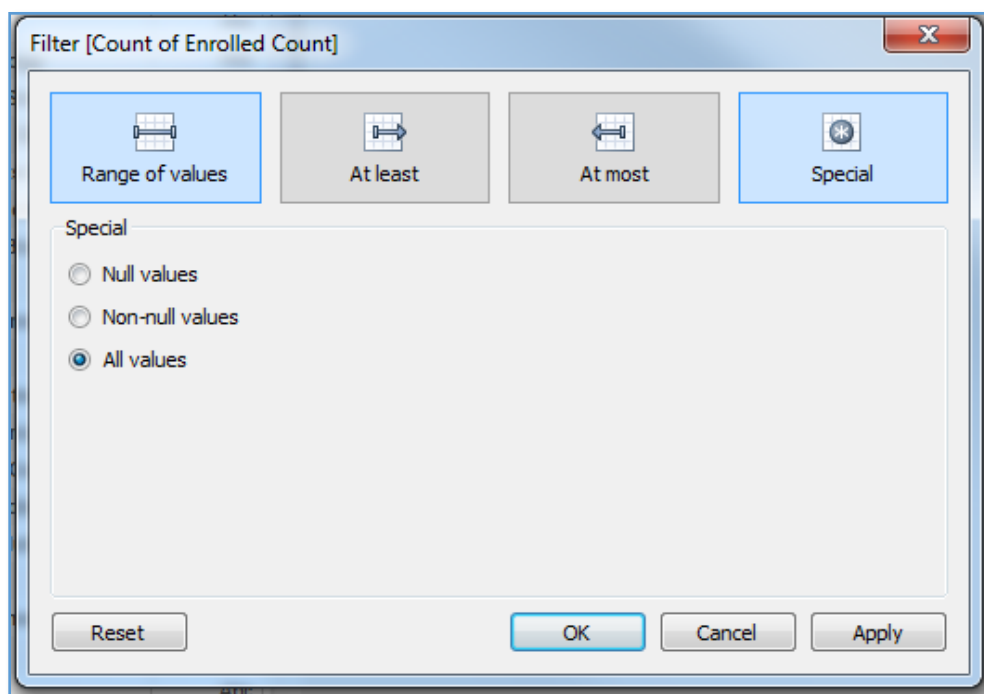 Filter [Count of Enrolled Count]
Range of values
At least
At most
Special
Special
Null values
Non-null values
All values
Reset
OK
Cancel
Apply